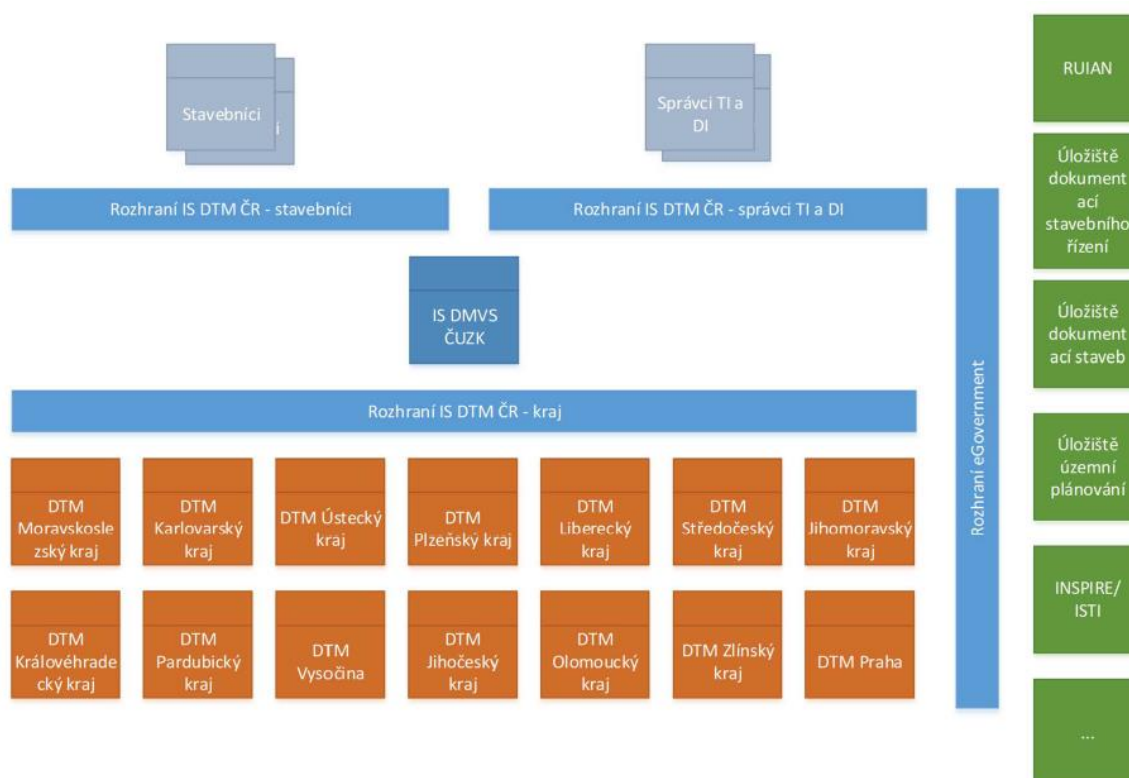 Stavebníci
i
Správci TI a
DI
Rozhraní IS DTM ČR - stavebníci
Rozhraní IS DTM ČR - správci TI a DI
IS DMVS
ČUZK
Rozhraní IS DTM ČR - kraj
DTM
Moravskosle
zský kraj
DTM
Karlovarský
kraj
DTM Ústecký
kraj
DTM
Plzeňský kraj
DTM
Liberecký
kraj
DTM
Středočeský
kraj
DTM
Jihomoravský
kraj
DTM
Královéhrade
cký kraj
DTM
Pardubický
kraj
DTM
Vysočina
DTM
Jihočeský
kraj
DTM
Olomoucký
kraj
DTM Zlínský
kraj
DTM Praha
Rozhraní eGovernment
RUIAN
Úložiště
dokument
ací
stavebního
řízení
Úložiště
dokument
ací staveb
Úložiště
územní
plánování
INSPIRE/
ISTI
...